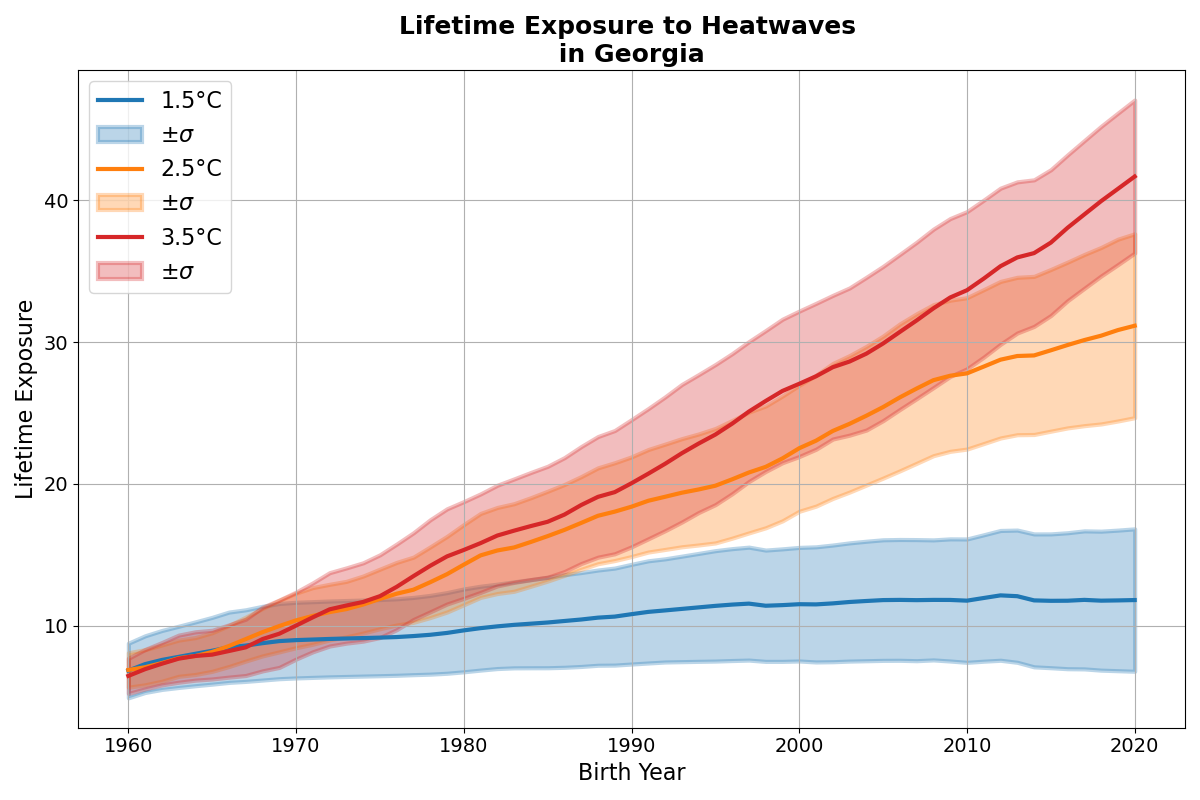 Lifetime Exposure to Heatwaves
in Georgia
1.5°C
±σ
2.5°C
±σ
3.5°C
±σ
Lifetime Exposure
40
30
20
10
1960
1970
1980
1990
2000
2010
2020
Birth Year